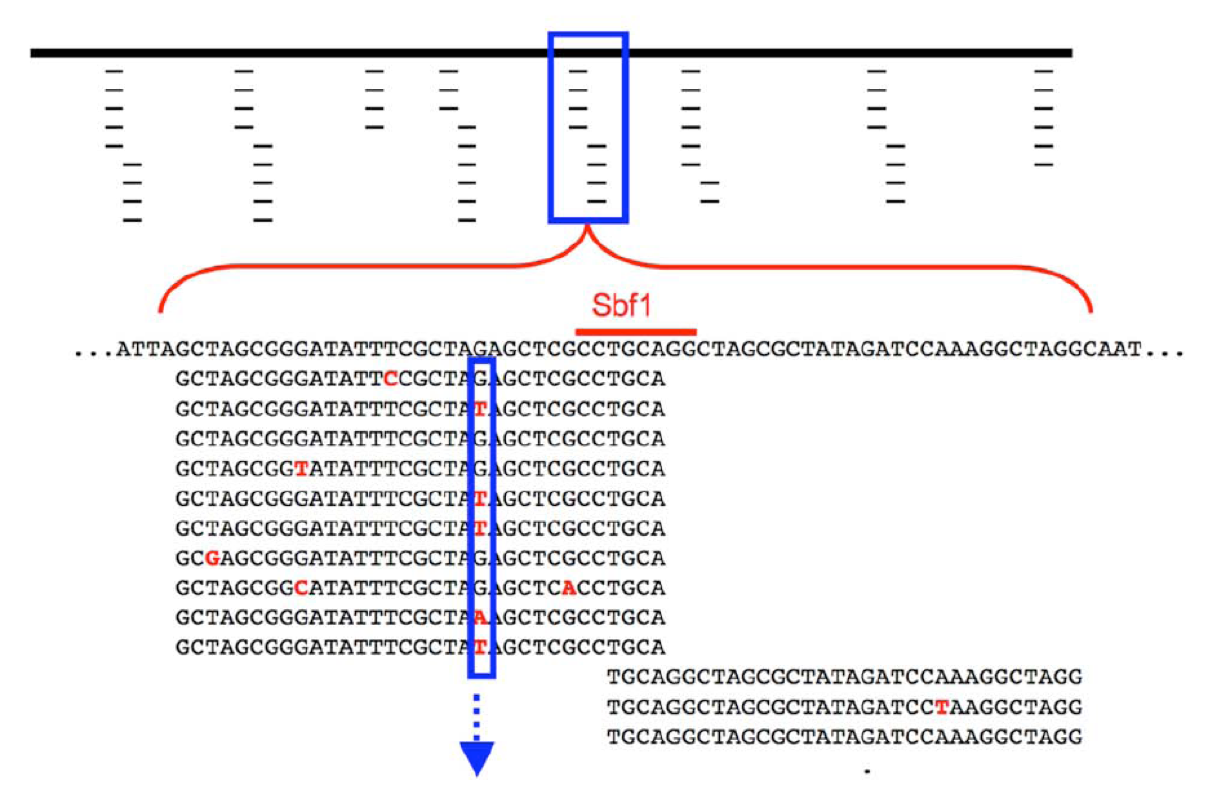 Sbf1
...ATTAGCTAGCGGGATATTTCGCTAGAGCTCGCCTGCAGGCTAGCGCTATAGATCCAAAGGCTAGGCAAT...
GCTAGCGGGATATTCCGCTAGAGCTCGCCTGCA
GCTAGCGGGATATTTCGCTATAGCTCGCCTGCA
GCTAGCGGGATATTTCGCTAGAGCTCGCCTGCA
GCTAGCGGTATATTTCGCTAGAGCTCGCCTGCA
GCTAGCGGGATATTTCGCTATAGCTCGCCTGCA
GCTAGCGGGATATTTCGCTATAGCTCGCCTGCA
GCGAGCGGGATATTTCGCTAGAGCTCGCCTGCA
GCTAGCGGCATATTTCGCTAGAGCTCACCTGCA
GCTAGCGGGATATTTCGCTAAAGCTCGCCTGCA
GCTAGCGGGATATTTCGCTATAGCTCGCCTGCA
TGCAGGCTAGCGCTATAGATCCAAAGGCTAGG
TGCAGGCTAGCGCTATAGATCCTAAGGCTAGG
TGCAGGCTAGCGCTATAGATCCAAAGGCTAGG
.